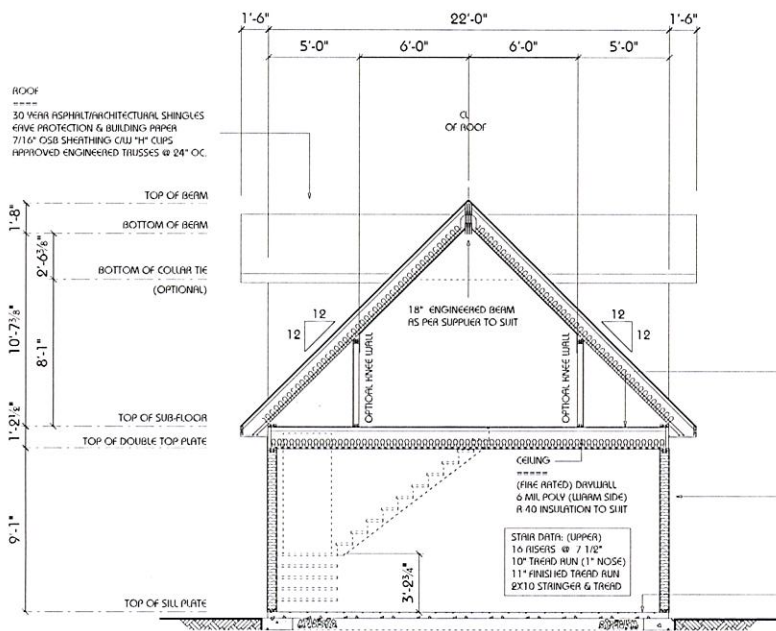 1'-6" 22'-0" 1'-6"
5'-0" 6'-0" 6'-0" 5'-0"
ROOF
----
30 YEAR ASPHALT/ARCHITECTURAL SHINGLES
EAVE PROTECTION & BUILDING PAPER
7/16" OSB SHEATHING C/W "H" CLIPS
APPROVED ENGINEERED TRUSSES @ 24" OC.
CL
OF ROOF
TOP OF BEAM
1'-8"
BOTTOM OF BEAM
2'-6 3/8"
BOTTOM OF COLLAR TIE
(OPTIONAL)
18" ENGINEERED BEAM
AS PER SUPPLIER TO SUIT
12
12
12
12
10'-7 3/8"
8'-1"
OPTIONAL KNEE WALL
OPTIONAL KNEE WALL
TOP OF SUB-FLOOR
1'-2 1/2"
TOP OF DOUBLE TOP PLATE
CEILING
-----
(FIRE RATED) DRYWALL
6 MIL POLY (WARM SIDE)
R 40 INSULATION TO SUIT
9'-1"
STAIR DATA: (UPPER)
16 RISERS @ 7 1/2"
10" TREAD RUN (1" NOSE)
11" FINISHED TREAD RUN
2X10 STRINGER & TREAD
3'-2 3/4"
TOP OF SILL PLATE